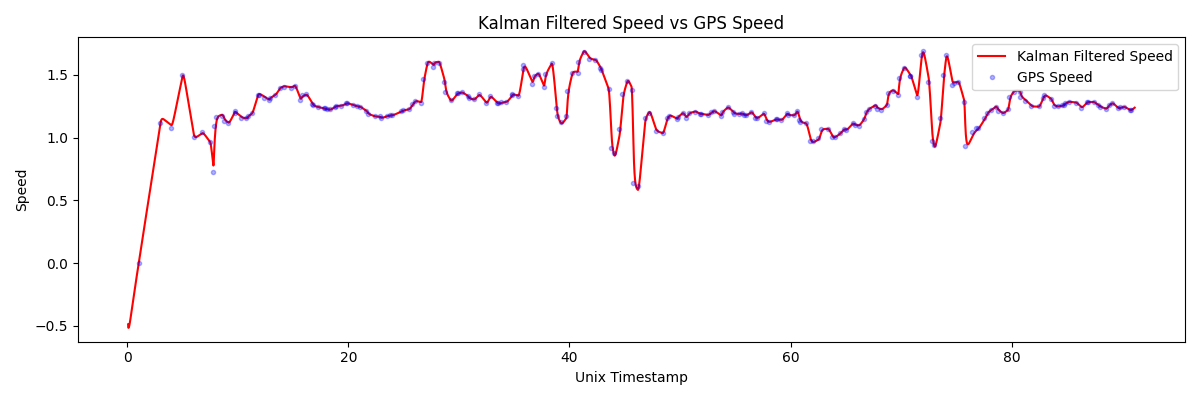 Kalman Filtered Speed vs GPS Speed
Kalman Filtered Speed
GPS Speed
1.5
1.0
0.5
0.0
−0.5
Speed
0 20 40 60 80
Unix Timestamp